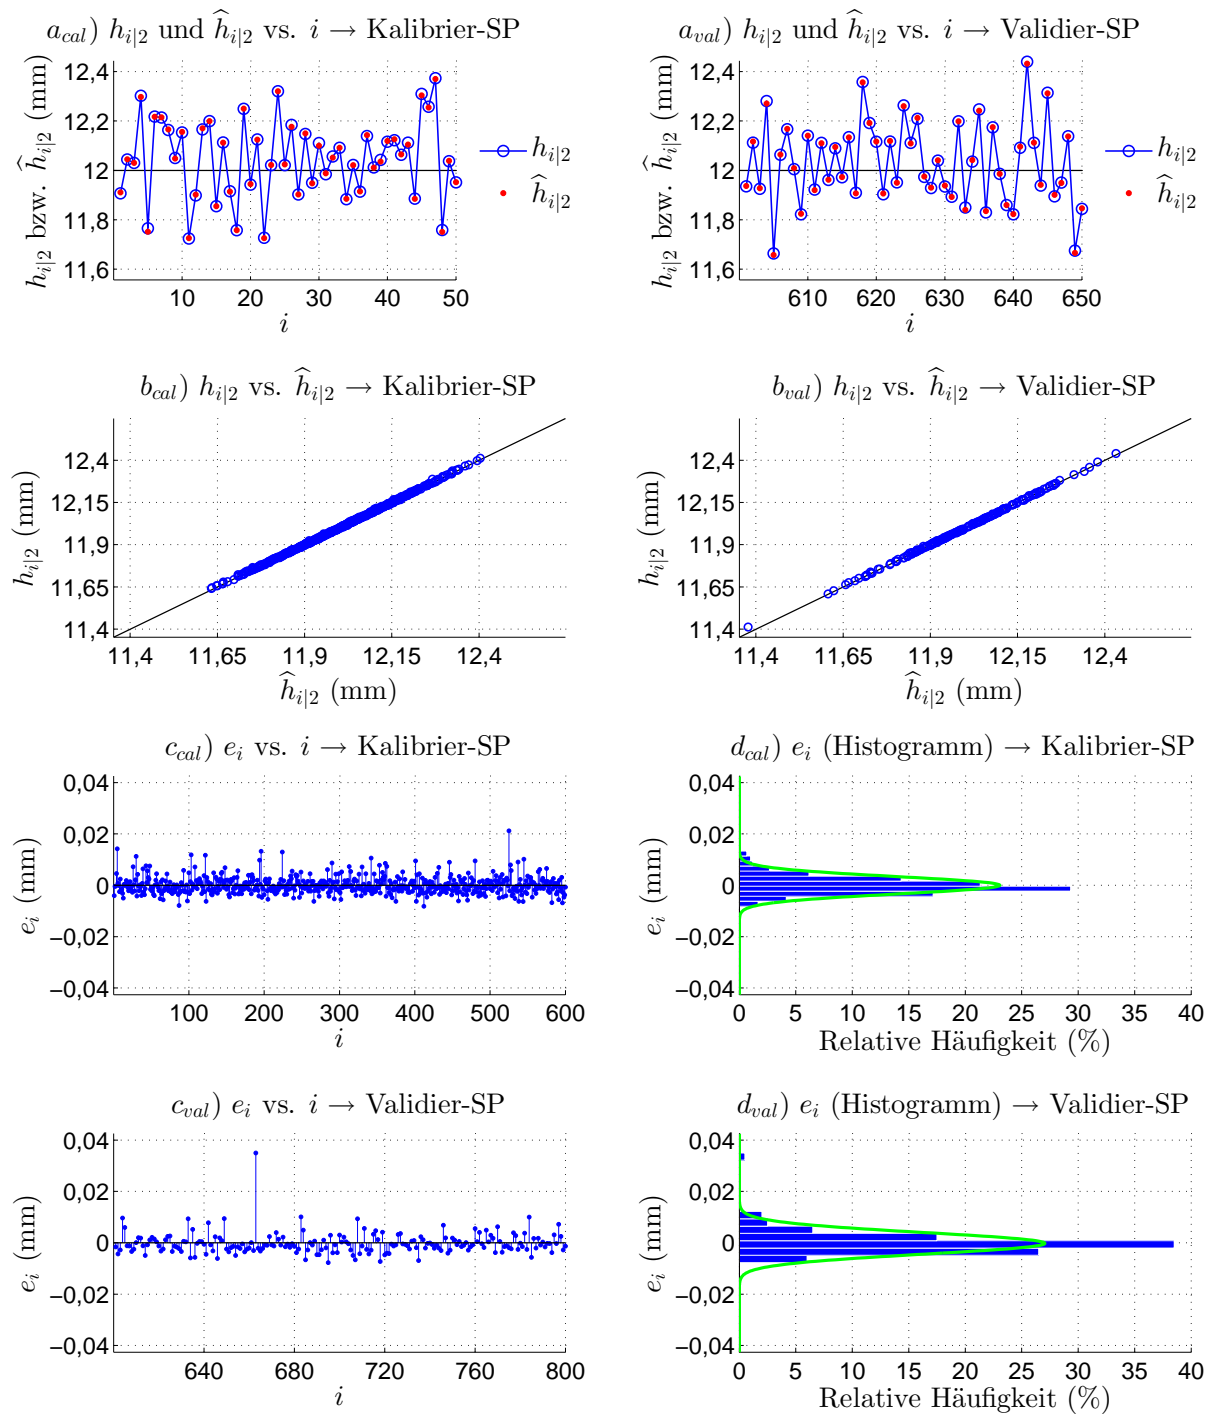 a_cal) h_i|2 und ĥ_i|2 vs. i → Kalibrier-SP
h_i|2 bzw. ĥ_i|2 (mm)
12,4
12,2
12
11,8
11,6
10 20 30 40 50
i
h_i|2
ĥ_i|2
a_val) h_i|2 und ĥ_i|2 vs. i → Validier-SP
h_i|2 bzw. ĥ_i|2 (mm)
12,4
12,2
12
11,8
11,6
610 620 630 640 650
i
h_i|2
ĥ_i|2
b_cal) h_i|2 vs. ĥ_i|2 → Kalibrier-SP
h_i|2 (mm)
12,4
12,15
11,9
11,65
11,4
11,4 11,65 11,9 12,15 12,4
ĥ_i|2 (mm)
b_val) h_i|2 vs. ĥ_i|2 → Validier-SP
h_i|2 (mm)
12,4
12,15
11,9
11,65
11,4
11,4 11,65 11,9 12,15 12,4
ĥ_i|2 (mm)
c_cal) e_i vs. i → Kalibrier-SP
e_i (mm)
0,04
0,02
0
−0,02
−0,04
100 200 300 400 500 600
i
d_cal) e_i (Histogramm) → Kalibrier-SP
e_i (mm)
0,04
0,02
0
−0,02
−0,04
0 5 10 15 20 25 30 35 40
Relative Häufigkeit (%)
c_val) e_i vs. i → Validier-SP
e_i (mm)
0,04
0,02
0
−0,02
−0,04
640 680 720 760 800
i
d_val) e_i (Histogramm) → Validier-SP
e_i (mm)
0,04
0,02
0
−0,02
−0,04
0 5 10 15 20 25 30 35 40
Relative Häufigkeit (%)